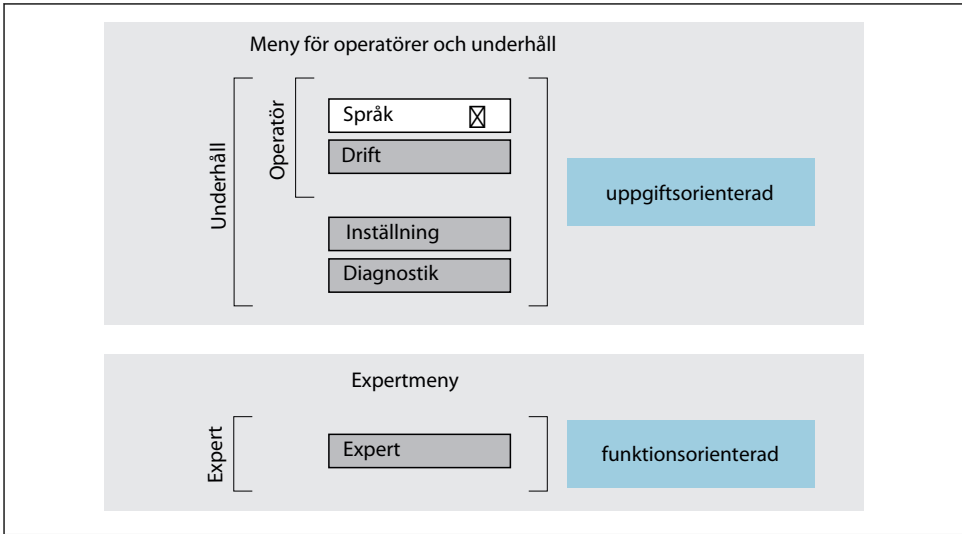 Meny för operatörer och underhåll
Underhåll
Operatör
Språk
Drift
uppgiftsorienterad
Inställning
Diagnostik
Expertmeny
Expert
Expert
funktionsorienterad